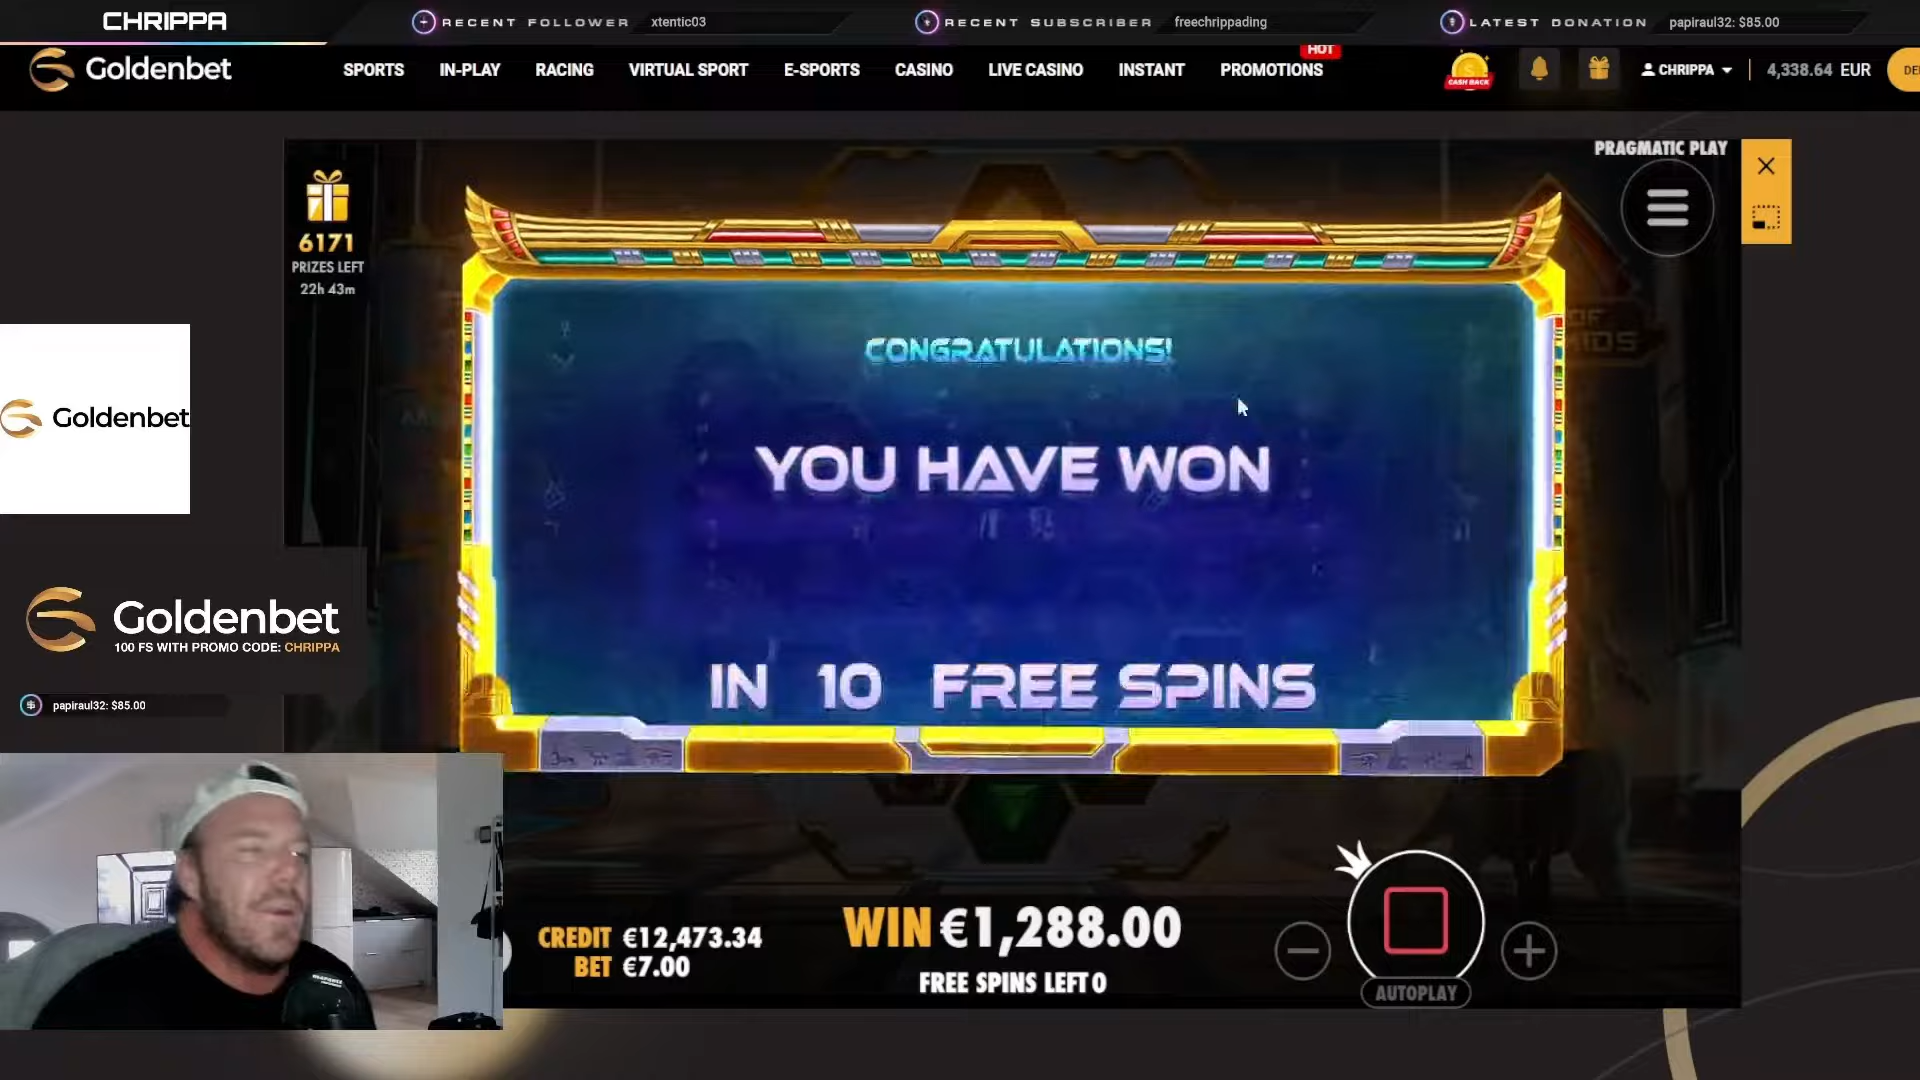 CHRIPPA
RECENT FOLLOWER xtentic03
RECENT SUBSCRIBER freechrippading
LATEST DONATION papiraul32: $85.00
Goldenbet
SPORTS IN-PLAY RACING VIRTUAL SPORT E-SPORTS CASINO LIVE CASINO INSTANT PROMOTIONS
HOT
CASH BACK
CHRIPPA
4,338.64 EUR
PRAGMATIC PLAY
6171
PRIZES LEFT
22h 43m
CONGRATULATIONS!
YOU HAVE WON
IN 10 FREE SPINS
Goldenbet
Goldenbet
100 FS WITH PROMO CODE: CHRIPPA
papiraul32: $85.00
CREDIT €12,473.34
BET €7.00
WIN €1,288.00
FREE SPINS LEFT 0
AUTOPLAY